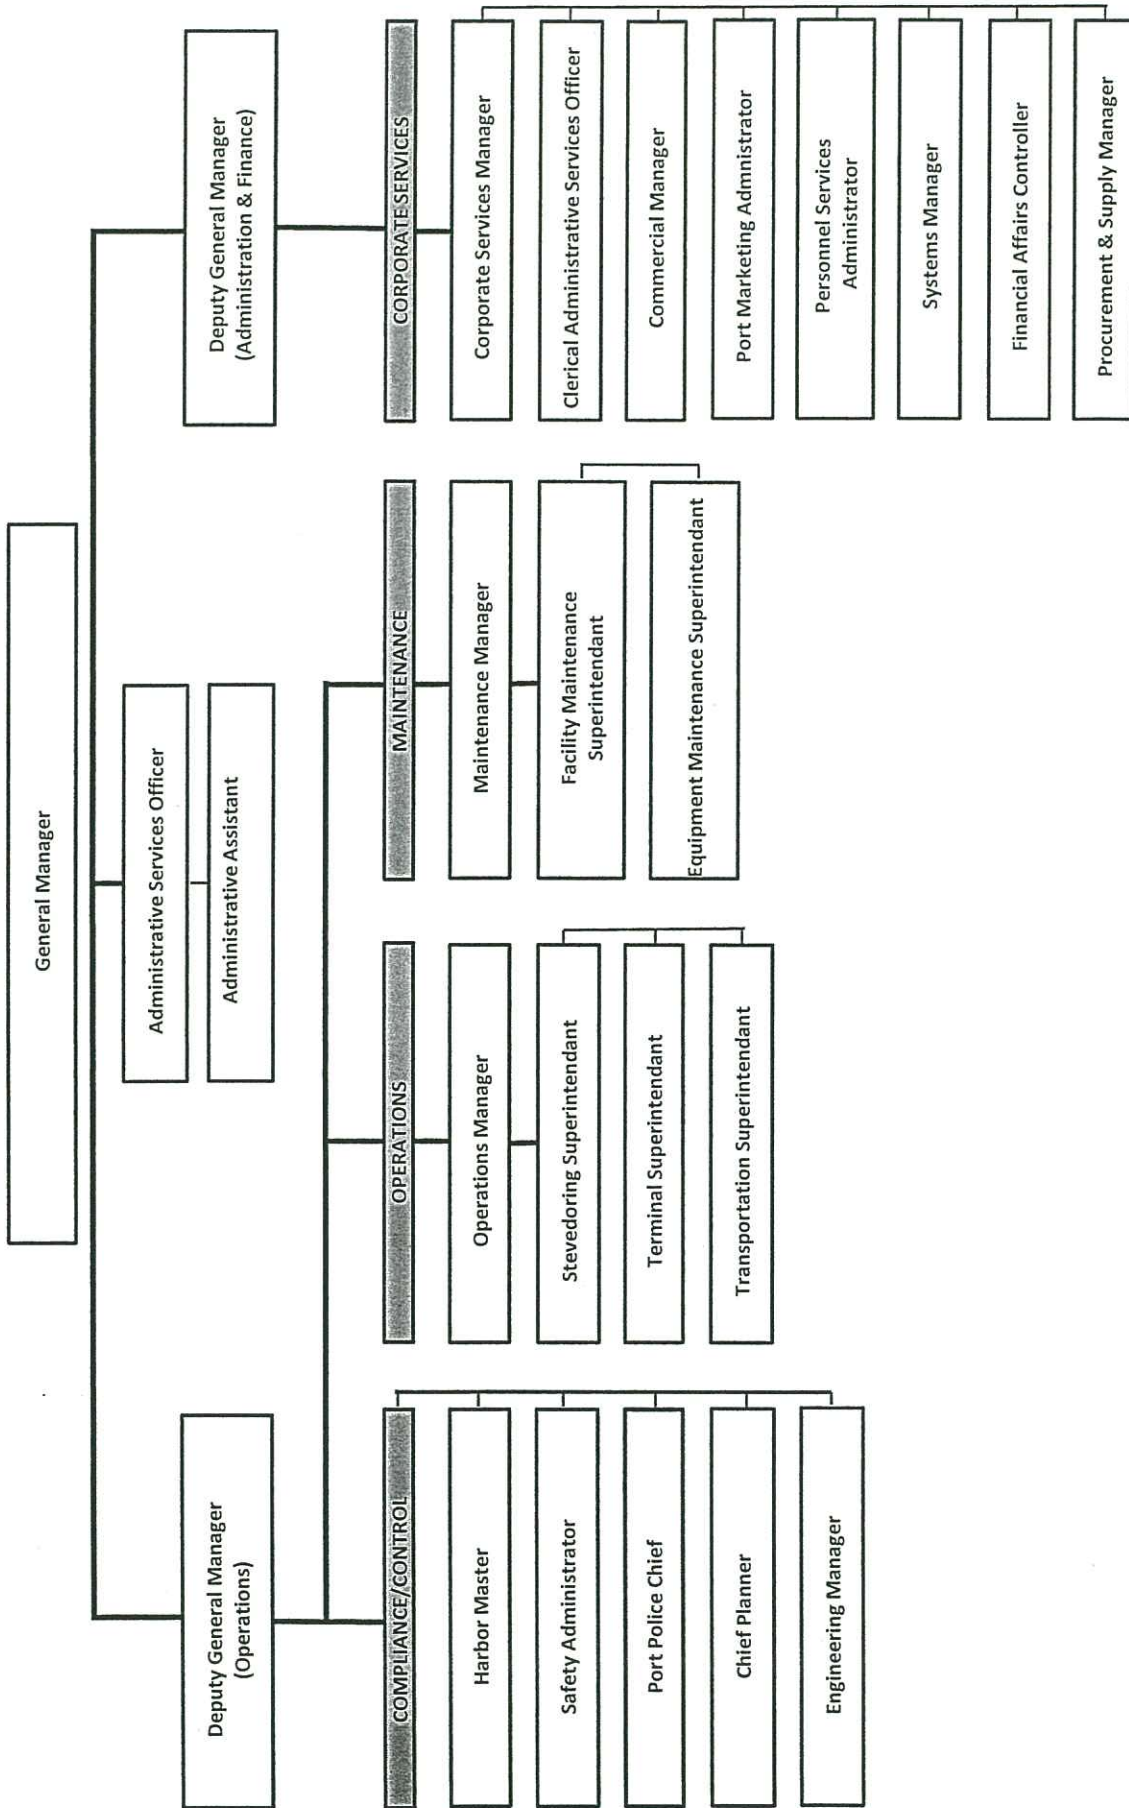 General Manager
Administrative Services Officer
Administrative Assistant
Deputy General Manager
(Operations)
Deputy General Manager
(Administration & Finance)
COMPLIANCE/CONTROL
Harbor Master
Safety Administrator
Port Police Chief
Chief Planner
Engineering Manager
OPERATIONS
Operations Manager
Stevedoring Superintendant
Terminal Superintendant
Transportation Superintendant
MAINTENANCE
Maintenance Manager
Facility Maintenance
Superintendant
Equipment Maintenance Superintendant
CORPORATE SERVICES
Corporate Services Manager
Clerical Administrative Services Officer
Commercial Manager
Port Marketing Admnistrator
Personnel Services
Administrator
Systems Manager
Financial Affairs Controller
Procurement & Supply Manager